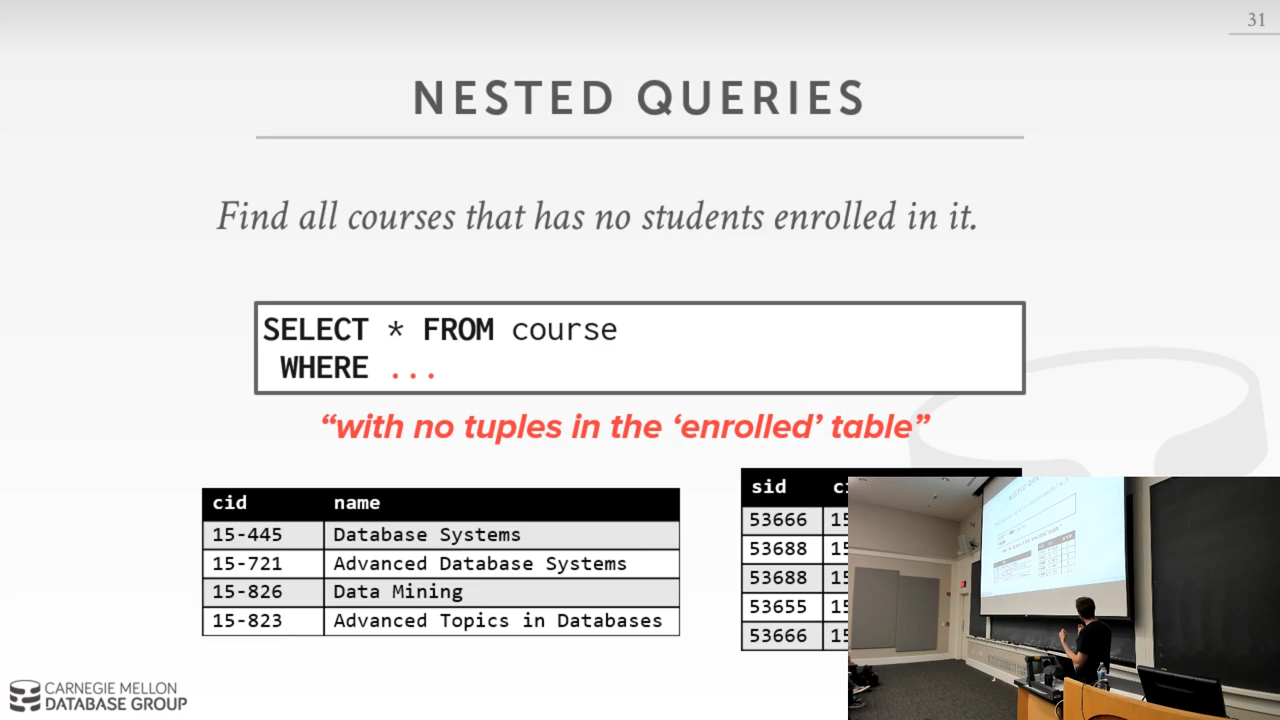 31
NESTED QUERIES
Find all courses that has no students enrolled in it.
SELECT * FROM course
WHERE ...
“with no tuples in the ‘enrolled’ table”
cid name
15-445 Database Systems
15-721 Advanced Database Systems
15-826 Data Mining
15-823 Advanced Topics in Databases
sid
53666 15
53688 15
53688 15
53655 15
53666 15
CARNEGIE MELLON
DATABASE GROUP